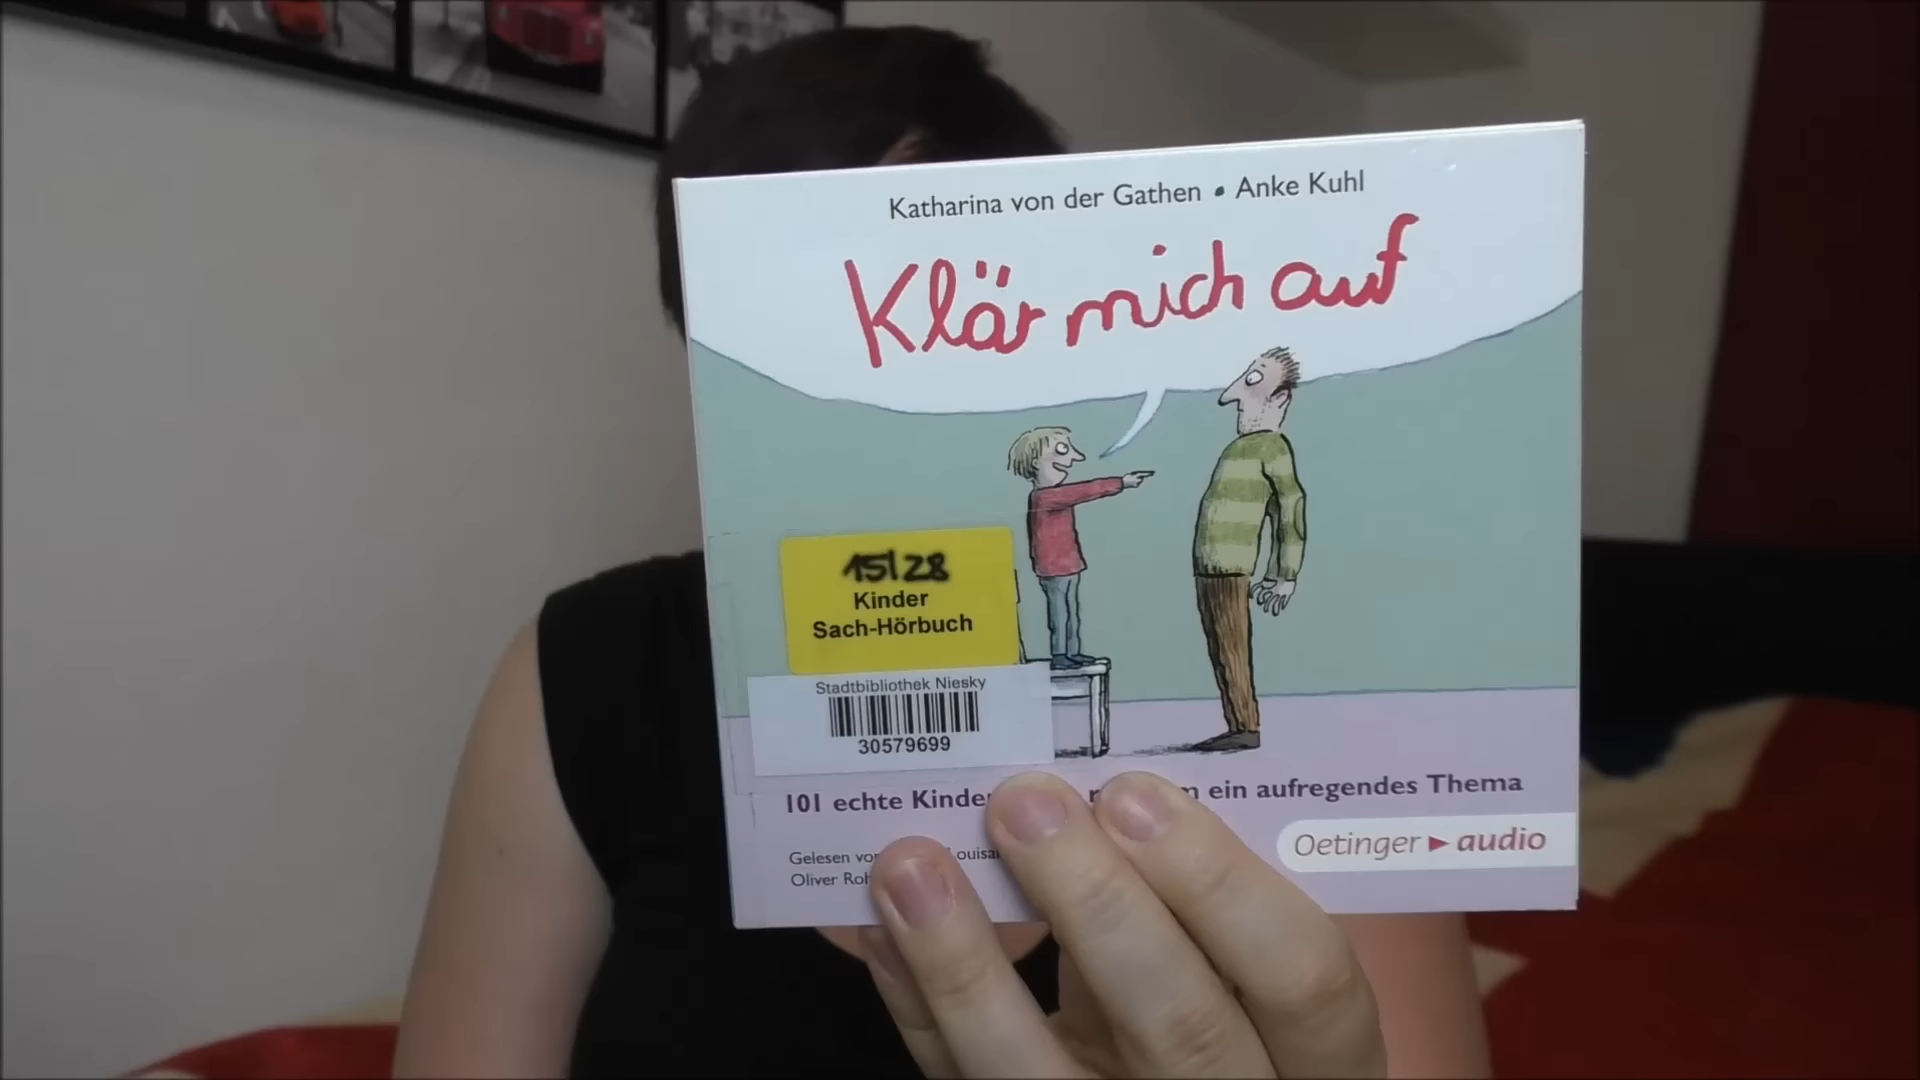 Katharina von der Gathen • Anke Kuhl
Klär mich auf
15/28
Kinder
Sach-Hörbuch
Stadtbibliothek Niesky
30579699
101 echte ein aufregendes Thema
Gelesen
Oliver
Oetinger audio